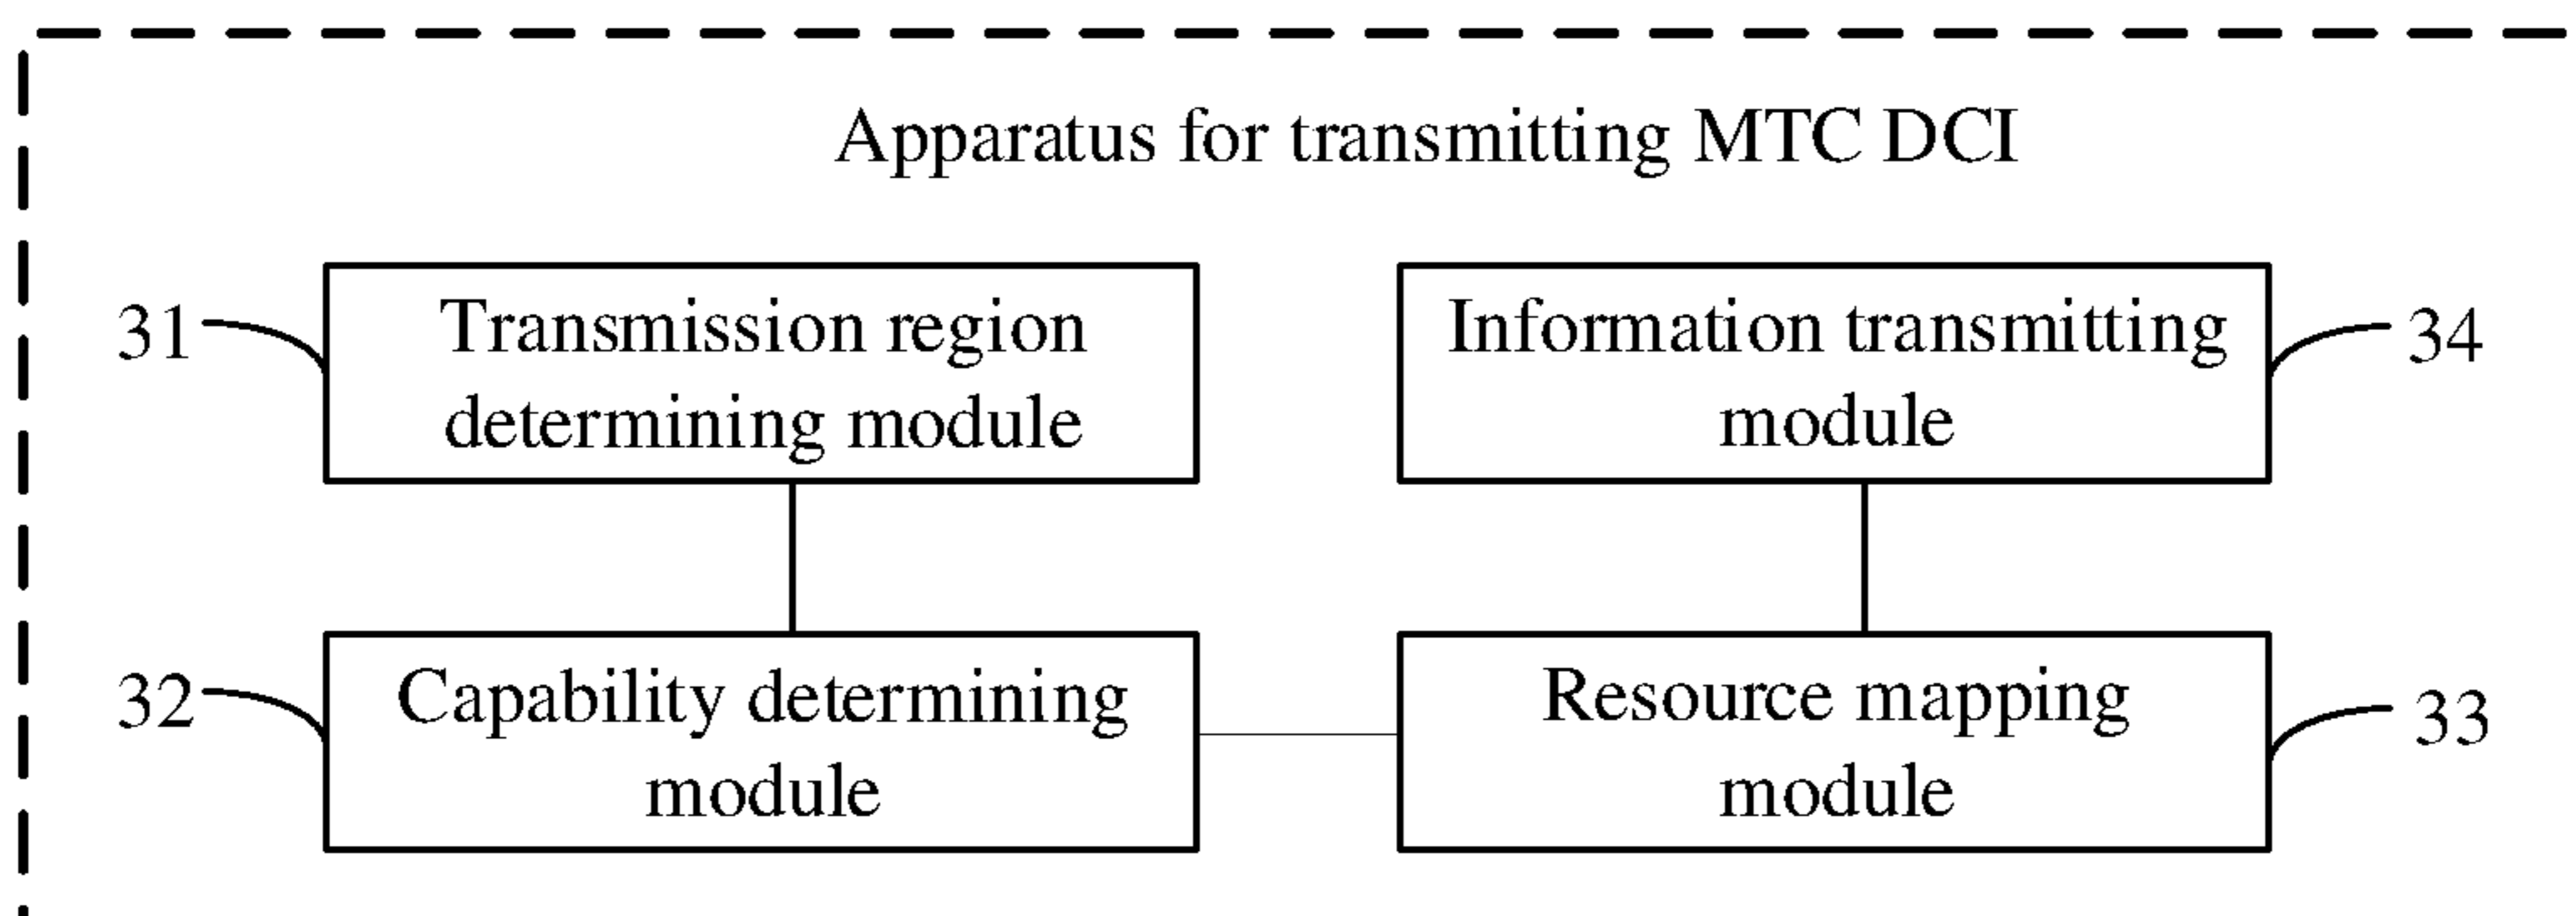 Apparatus for transmitting MTC DCI
31
Transmission region
determining module
Information transmitting
module
34
32
Capability determining
module
Resource mapping
module
33